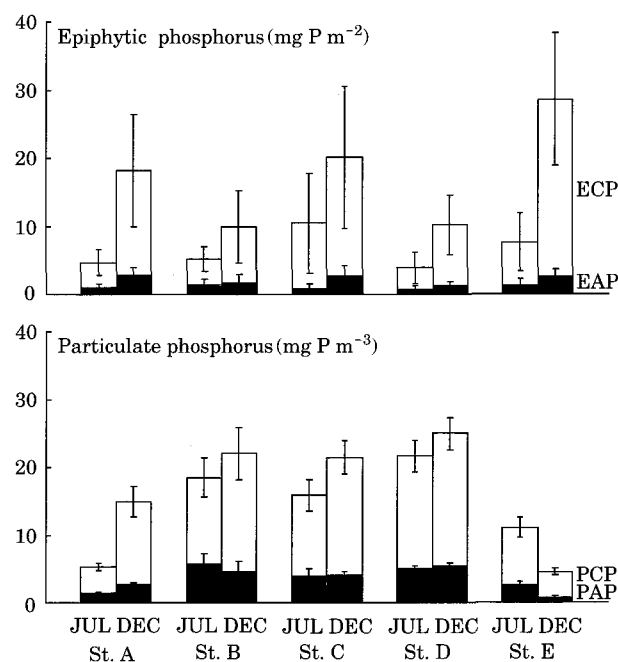 Epiphytic phosphorus (mg P m⁻²)
40
30
20
10
0
ECP
EAP
Particulate phosphorus (mg P m⁻³)
40
30
20
10
0
PCP
PAP
JUL DEC JUL DEC JUL DEC JUL DEC JUL DEC
St. A St. B St. C St. D St. E